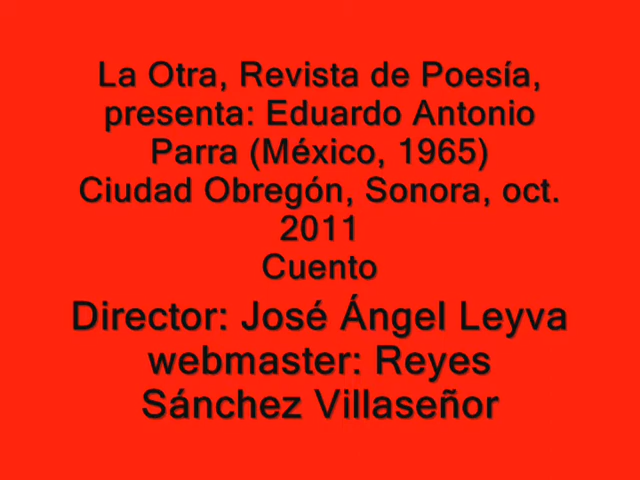 La Otra, Revista de Poesía,
presenta: Eduardo Antonio
Parra (México, 1965)
Ciudad Obregón, Sonora, oct.
2011
Cuento
Director: José Ángel Leyva
webmaster: Reyes
Sánchez Villaseñor